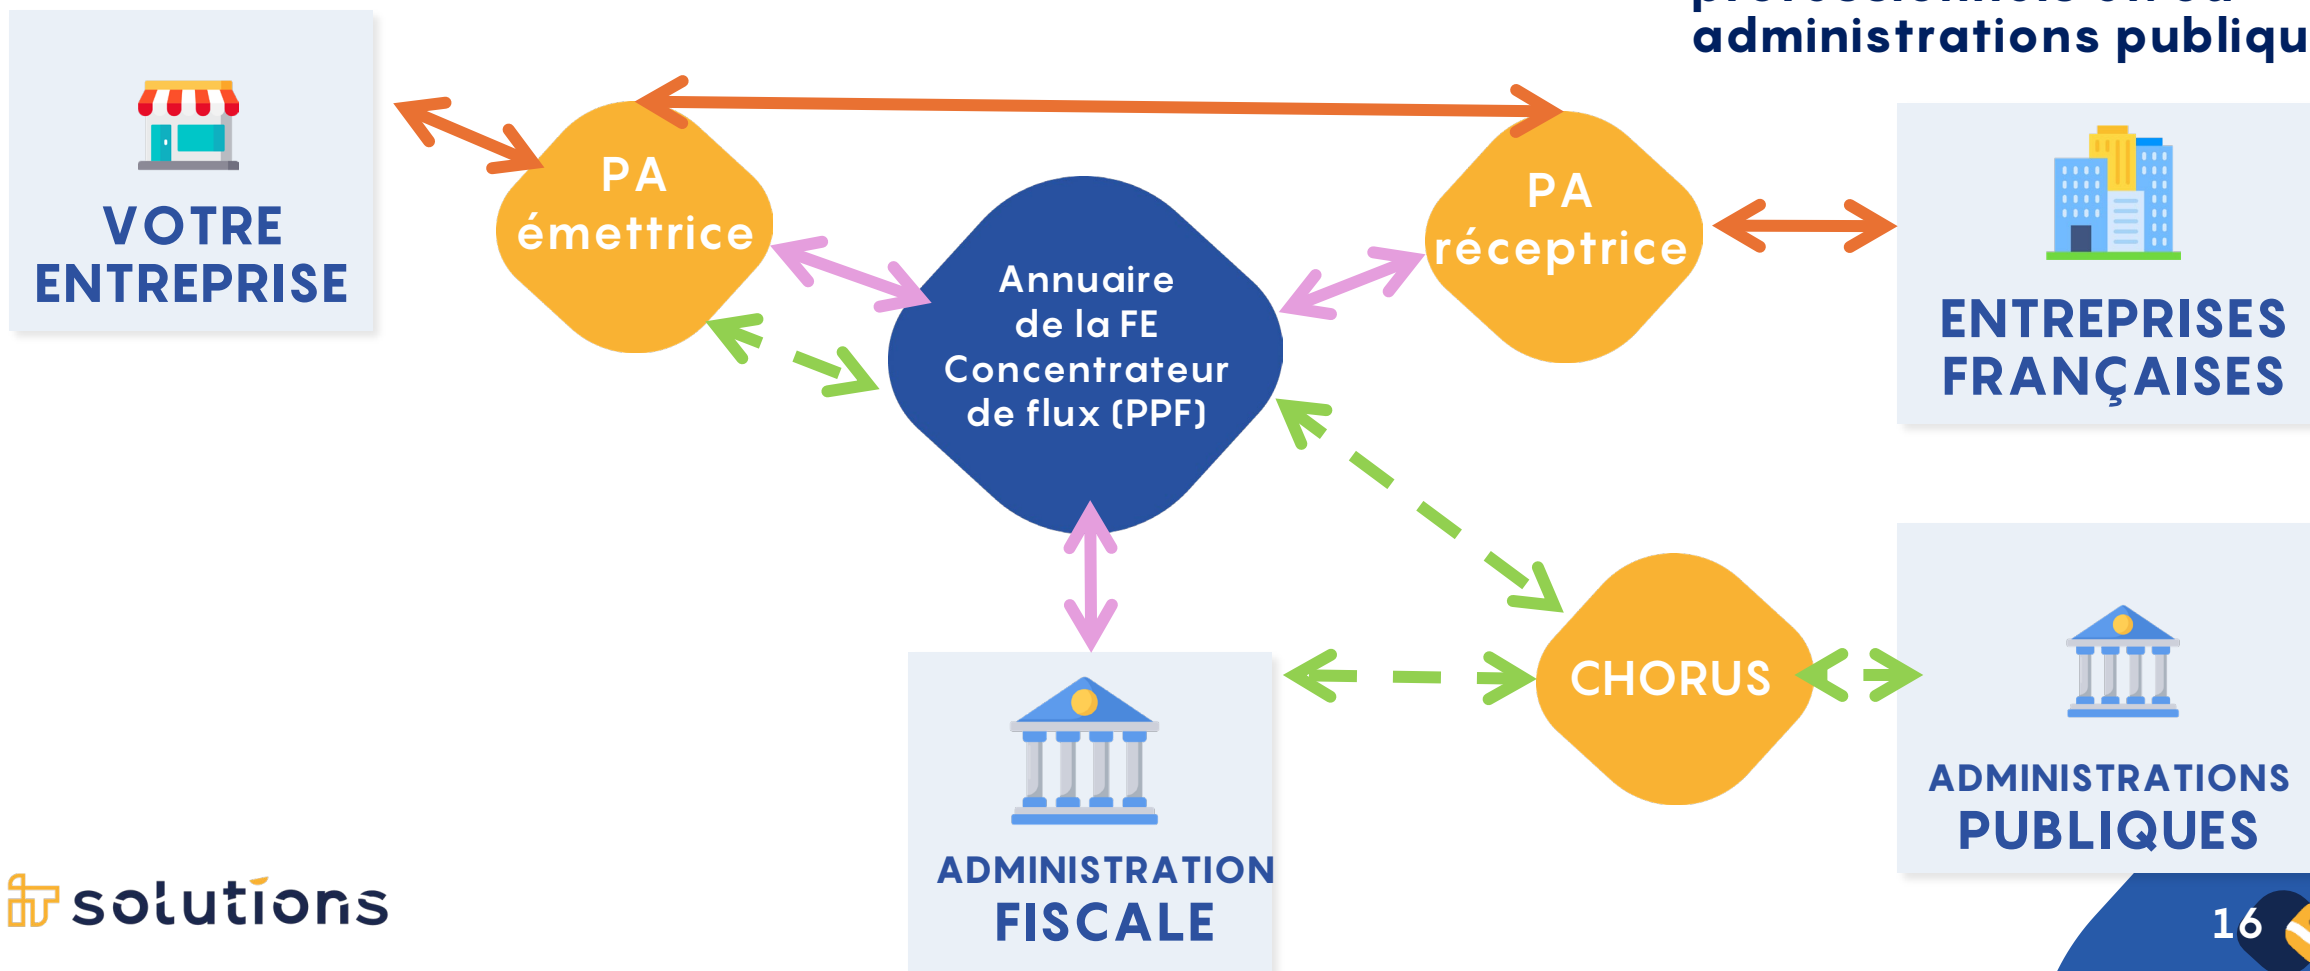 administrations publiqu
VOTRE
ENTREPRISE
PA
émettrice
Annuaire
de la FE
Concentrateur
de flux (PPF)
PA
réceptrice
ENTREPRISES
FRANÇAISES
CHORUS
ADMINISTRATIONS
PUBLIQUES
ADMINISTRATION
FISCALE
solutions
16